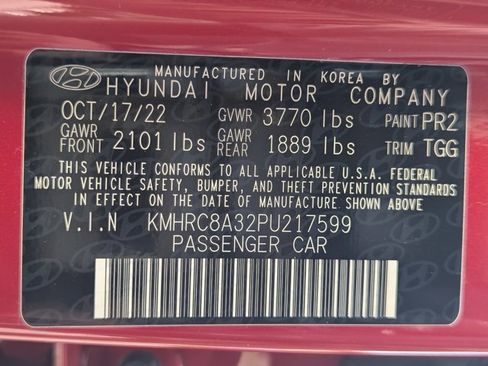 MANUFACTURED IN KOREA BY
HYUNDAI MOTOR COMPANY
OCT/17/22 GVWR 3770 lbs PAINT PR2
GAWR FRONT 2101 lbs GAWR REAR 1889 lbs TRIM TGG
THIS VEHICLE CONFORMS TO ALL APPLICABLE U.S.A. FEDERAL
MOTOR VEHICLE SAFETY, BUMPER, AND THEFT PREVENTION STANDARDS
IN EFFECT ON THE DATE OF MANUFACTURE SHOWN ABOVE.
V.I.N KMHRC8A32PU217599
PASSENGER CAR